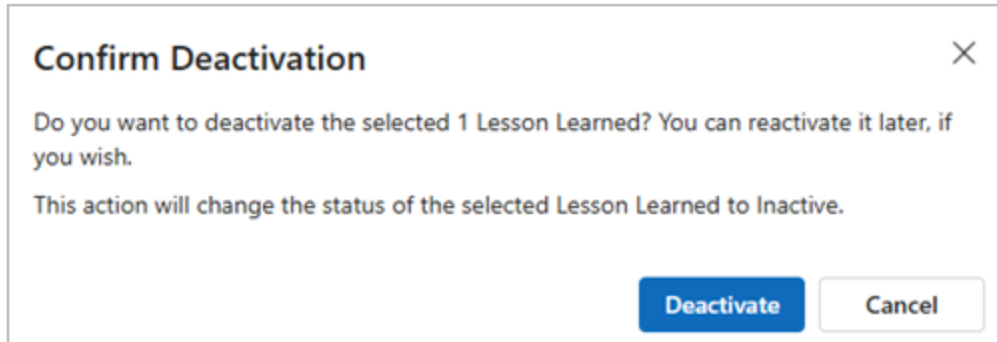 Confirm Deactivation
Do you want to deactivate the selected 1 Lesson Learned? You can reactivate it later, if
you wish.
This action will change the status of the selected Lesson Learned to Inactive.
Deactivate
Cancel